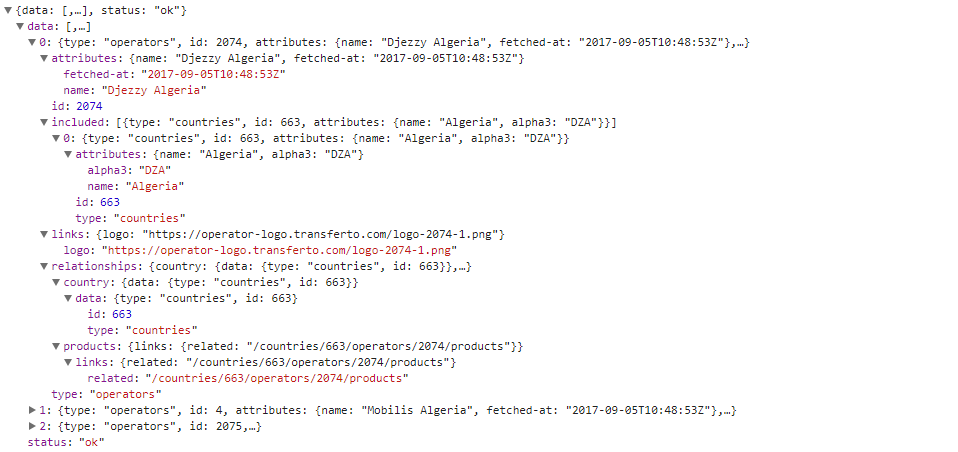 ▼{data: [,…], status: "ok"}
▼data: [,…]
▼0: {type: "operators", id: 2074, attributes: {name: "Djezzy Algeria", fetched-at: "2017-09-05T10:48:53Z"},…}
▼attributes: {name: "Djezzy Algeria", fetched-at: "2017-09-05T10:48:53Z"}
fetched-at: "2017-09-05T10:48:53Z"
name: "Djezzy Algeria"
id: 2074
▼included: [{type: "countries", id: 663, attributes: {name: "Algeria", alpha3: "DZA"}}]
▼0: {type: "countries", id: 663, attributes: {name: "Algeria", alpha3: "DZA"}}
▼attributes: {name: "Algeria", alpha3: "DZA"}
alpha3: "DZA"
name: "Algeria"
id: 663
type: "countries"
▼links: {logo: "https://operator-logo.transferto.com/logo-2074-1.png"}
logo: "https://operator-logo.transferto.com/logo-2074-1.png"
▼relationships: {country: {data: {type: "countries", id: 663}},…}
▼country: {data: {type: "countries", id: 663}}
▼data: {type: "countries", id: 663}
id: 663
type: "countries"
▼products: {links: {related: "/countries/663/operators/2074/products"}}
▼links: {related: "/countries/663/operators/2074/products"}
related: "/countries/663/operators/2074/products"
type: "operators"
▶1: {type: "operators", id: 4, attributes: {name: "Mobilis Algeria", fetched-at: "2017-09-05T10:48:53Z"},…}
▶2: {type: "operators", id: 2075,…}
status: "ok"